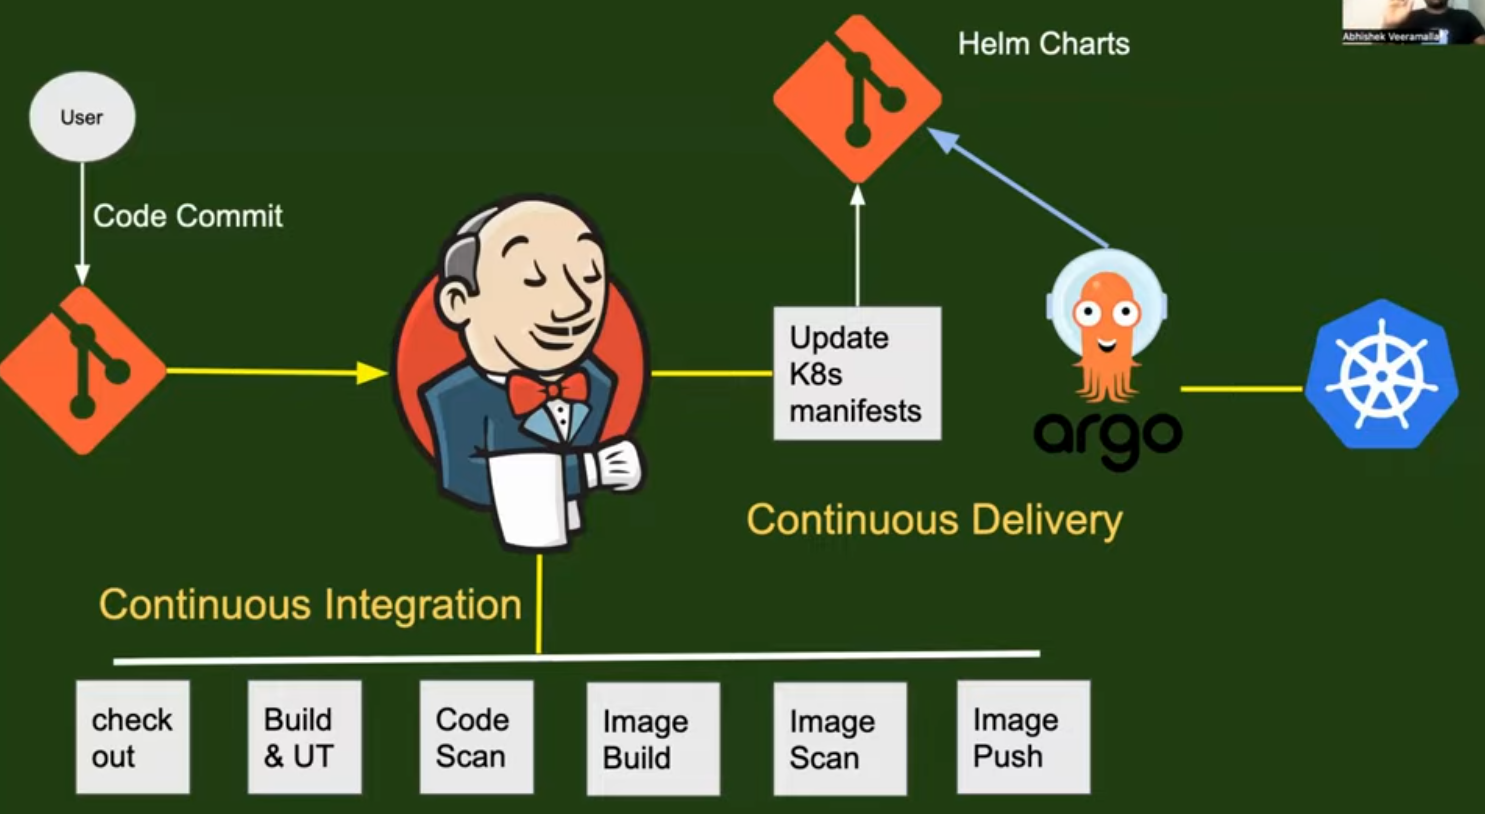 Helm Charts
Abhishek Veeramalla
User
Code Commit
Update
K8s
manifests
argo
Continuous Delivery
Continuous Integration
check
out
Build
& UT
Code
Scan
Image
Build
Image
Scan
Image
Push